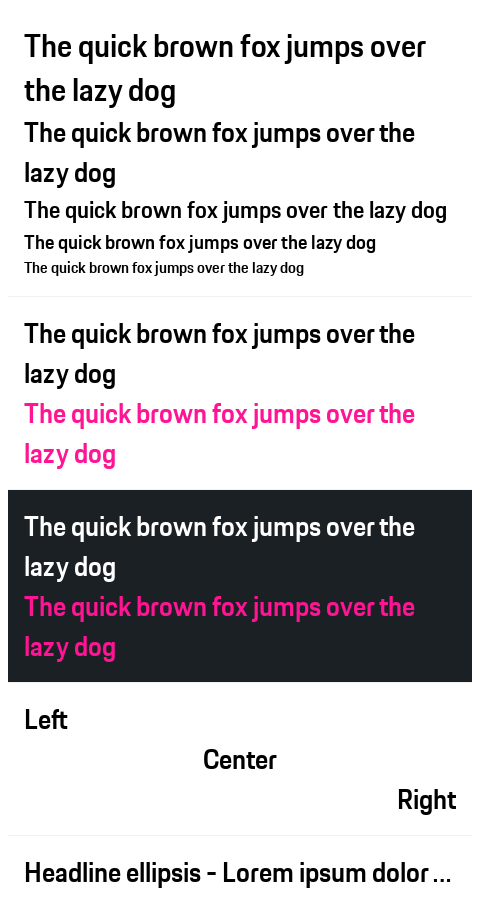 The quick brown fox jumps over
the lazy dog
The quick brown fox jumps over the
lazy dog
The quick brown fox jumps over the lazy dog
The quick brown fox jumps over the lazy dog
The quick brown fox jumps over the lazy dog
The quick brown fox jumps over the
lazy dog
The quick brown fox jumps over the
lazy dog
The quick brown fox jumps over the
lazy dog
The quick brown fox jumps over the
lazy dog
Left
Center
Right
Headline ellipsis - Lorem ipsum dolor ...